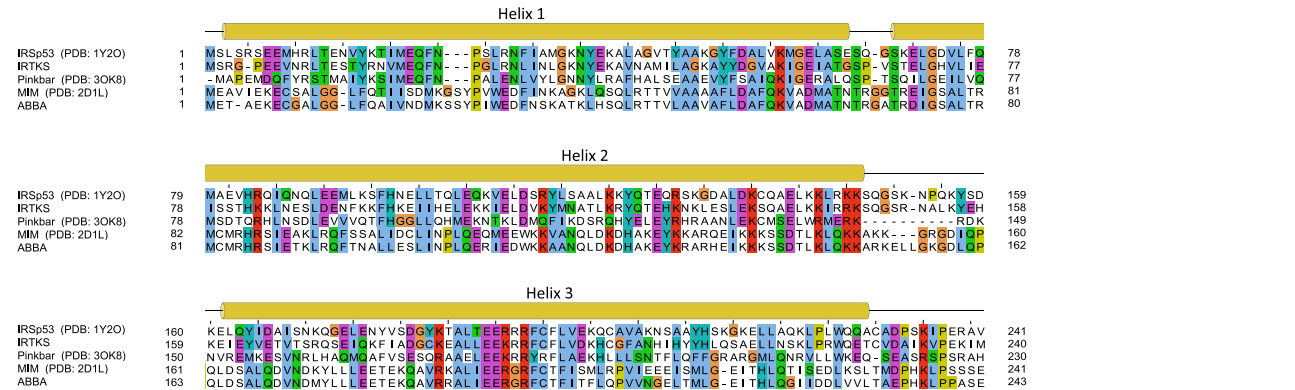 Helix 1
IRSp53 (PDB: 1Y2O) 1 MSLSRSEEMHRLTENVYKTIMEQFN---PSLRNFIAMGKNYEKALAGVTYAAKGYFDALVKMGELASESQ-GSKELGDVLFQ 78
IRTKS 1 MSRG-PEEVNRLTESTYRNVMEQFN---PGLRNLINLGKNYEKAVNAMILAGKAYYDGVAKIGEIATGSP-VSTELGHVLIE 77
Pinkbar (PDB: 3OK8) 1 -MAPEMDQFYRSTMAIYKSIMEQFN---PALENLVYLGNNYLRAFHALSEAAEVYFSAIQKIGERALQSP-TSQILGEILVQ 77
MIM (PDB: 2D1L) 1 MEAVIEKECSALGG-LFQTIISDMKGSYPVWEDFINKAGKLQSQLRTTVVAAAAFLDAFQKVADMATNTRGGTREIGSALTR 81
ABBA 1 MET-AEKECGALGG-LFQAIVNDMKSSYPIWEDFNSKATKLHSQLRTTVLAAVAFLDAFQKVADMATNTRGATRDIGSALTR 80
Helix 2
IRSp53 (PDB: 1Y2O) 79 MAEVHRQIQNQLEEMLKSFHNELLTQLEQKVELDSRYLSAALKKYQTEQRSKGDALDKCQAELKKLRKKSQGSK-NPQKYSD 159
IRTKS 78 ISSTHKKLNESLDENFKKFHKEIIHELEKKIELDVKYMNATLKRYQTEHKNKLESLEKSQAELKKIRRKSQGSR-NALKYEH 158
Pinkbar (PDB: 3OK8) 78 MSDTQRHLNSDLEVVVQTFHGGLLQHMEKNTKLDMQFIKDSRQHYELEYRHRAANLEKCMSELWRMERK----------RDK 149
MIM (PDB: 2D1L) 82 MCMRHRSIEAKLRQFSSALIDCLINPLQEQMEEWKKVANQLDKDHAKEYKKARQEIKKKSSDTLKLQKKAKK---GRGDIQP 160
ABBA 81 MCMRHRSIETKLRQFTNALLESLINPLQERIEDWKKAANQLDKDHAKEYKRARHEIKKKSSDTLKLQKKARKELLGKGDLQP 162
Helix 3
IRSp53 (PDB: 1Y2O) 160 KELQYIDAISNKQGELENYVSDGYKTALTEERRRFCFLVEKQCAVAKNSAAYHSKGKELLAQKLPLWQQACADPSKIPERAV 241
IRTKS 159 KEIEYVETVTSRQSEIQKFIADGCKEALLEEKRRFCFLVDKHCGFANHIHYYHLQSAELLNSKLPRWQETCVDAIKVPEKIM 240
Pinkbar (PDB: 3OK8) 150 NVREMKESVNRLHAQMQAFVSESQRAAELEEKRRYRFLAEKHLLLSNTFLQFFGRARGMLQNRVLLWKEQ-SEASRSPSRAH 230
MIM (PDB: 2D1L) 161 QLDSALQDVNDKYLLLEETEKQAVRKALIEERGRFCTFISMLRPVIEEEISMLG-EITHLQTISEDLKSLTMDPHKLPSSSE 241
ABBA 163 QLDSALQDVNDMYLLLEETEKQAVRRALIEERGRFCTFITFLQPVVNGELTMLG-EITHLQGIIDDLVVLTAEPHKLPPASE 243